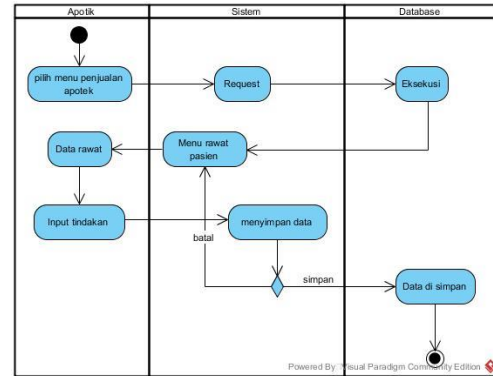 Apotik
Sistem
Database
pilih menu penjualan
apotek
Request
Eksekusi
Data rawat
Menu rawat
pasien
Input tindakan
menyimpan data
batal
simpan
Data di simpan
Powered By: Visual Paradigm Community Edition